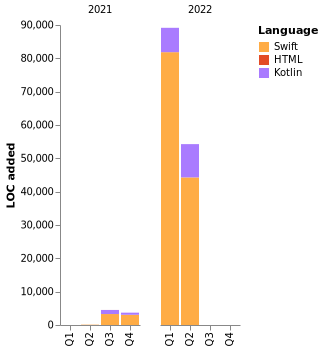 2021 2022
Language
Swift
HTML
Kotlin
LOC added
90,000
80,000
70,000
60,000
50,000
40,000
30,000
20,000
10,000
0
Q1 Q2 Q3 Q4 Q1 Q2 Q3 Q4